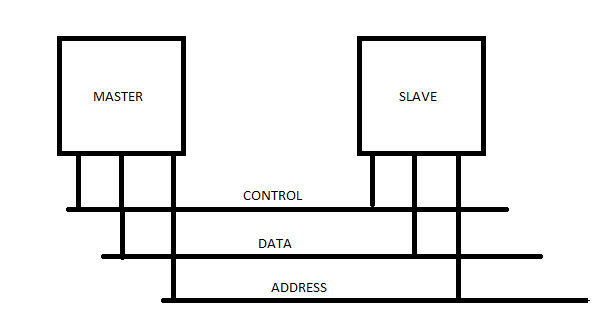 MASTER
SLAVE
CONTROL
DATA
ADDRESS